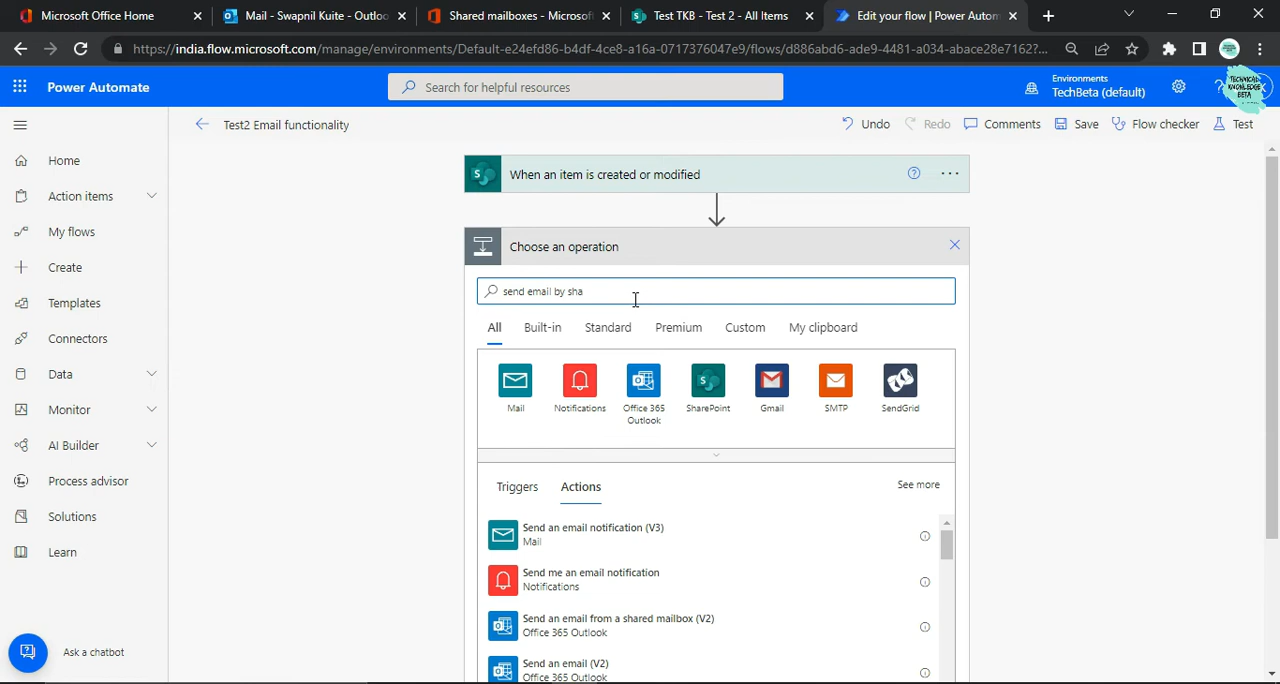 Microsoft Office Home
Mail - Swapnil Kuite - Outloo
Shared mailboxes - Microsof
Test TKB - Test 2 - All Items
Edit your flow | Power Autom
https://india.flow.microsoft.com/manage/environments/Default-e24efd86-b4df-4ce8-a16a-0717376047e9/flows/d886abd6-ade9-4481-a034-abace28e7162?...
Power Automate
Search for helpful resources
Environments
TechBeta (default)
TECHNICAL
KNOWLEDGE
BETA
Test2 Email functionality
Undo
Redo
Comments
Save
Flow checker
Test
Home
Action items
My flows
Create
Templates
Connectors
Data
Monitor
AI Builder
Process advisor
Solutions
Learn
Ask a chatbot
When an item is created or modified
Choose an operation
send email by sha
All
Built-in
Standard
Premium
Custom
My clipboard
Mail
Notifications
Office 365
Outlook
SharePoint
Gmail
SMTP
SendGrid
Triggers
Actions
See more
Send an email notification (V3)
Mail
Send me an email notification
Notifications
Send an email from a shared mailbox (V2)
Office 365 Outlook
Send an email (V2)
Office 365 Outlook